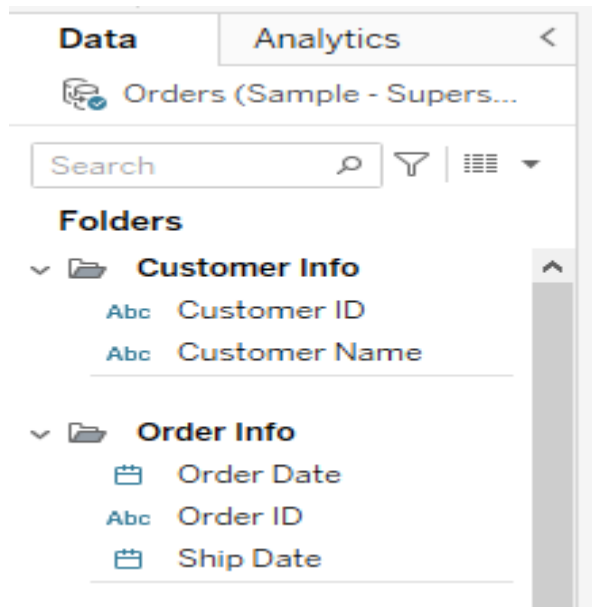 Data Analytics
Orders (Sample - Supers...
Search
Folders
Customer Info
Abc Customer ID
Abc Customer Name
Order Info
Order Date
Abc Order ID
Ship Date